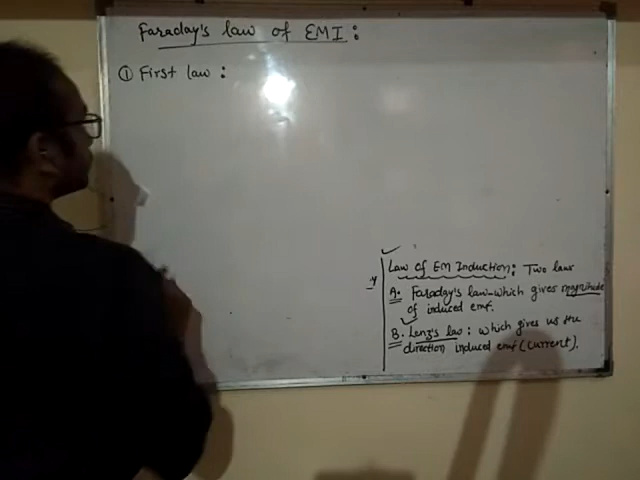 Faraday's law of EMI:
① First law:
Law of EM Induction: Two law
A. Faraday's law - which gives magnitude
of induced emf.
B. Lenz's law: which gives us the
direction induced emf (current).